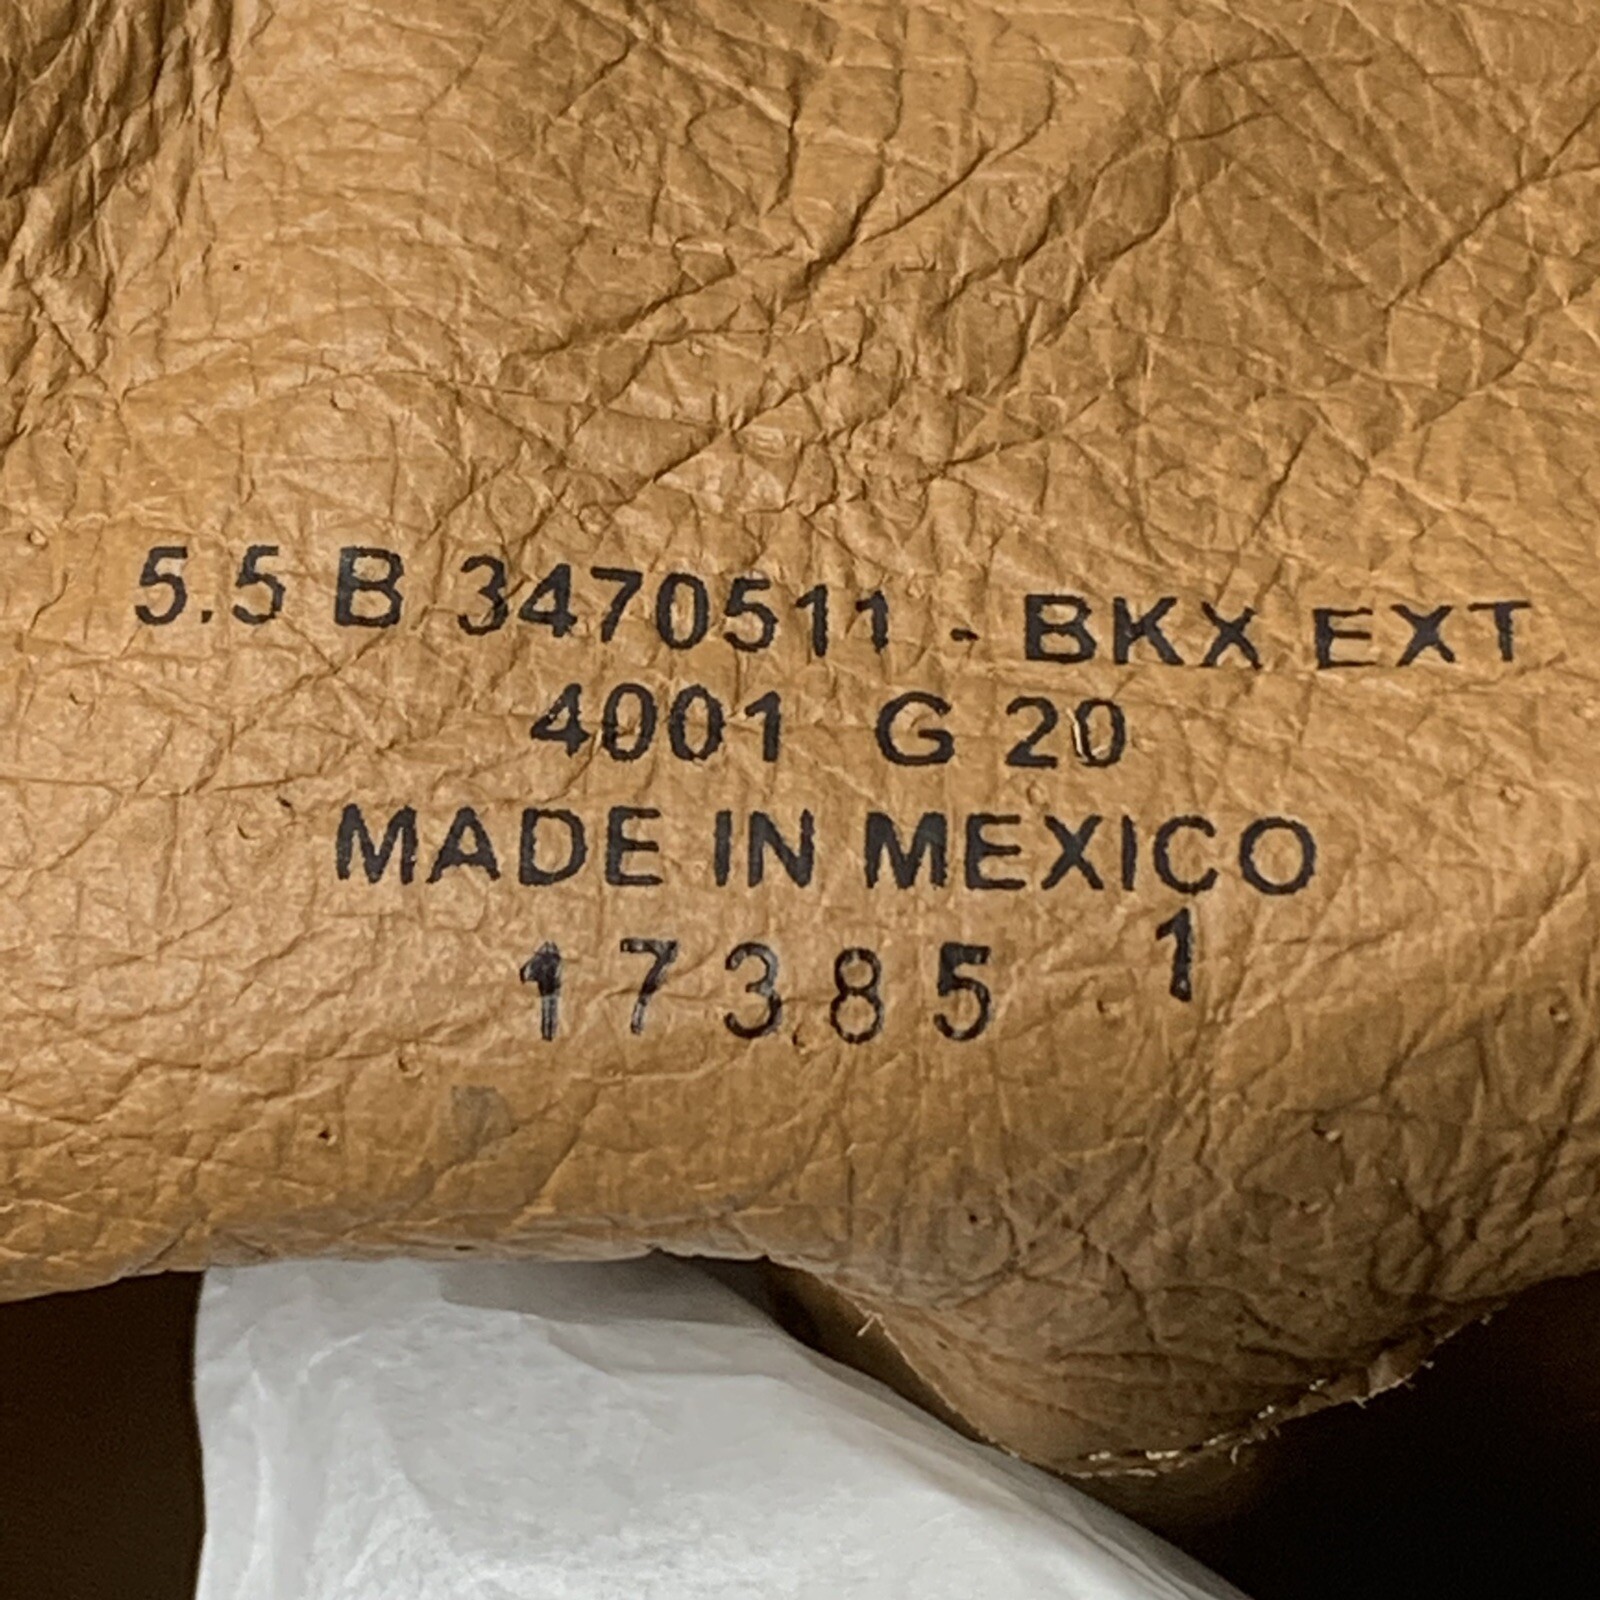 5.5 B 3470511 - BKX EXT
4001 G 20
MADE IN MEXICO
17385 1